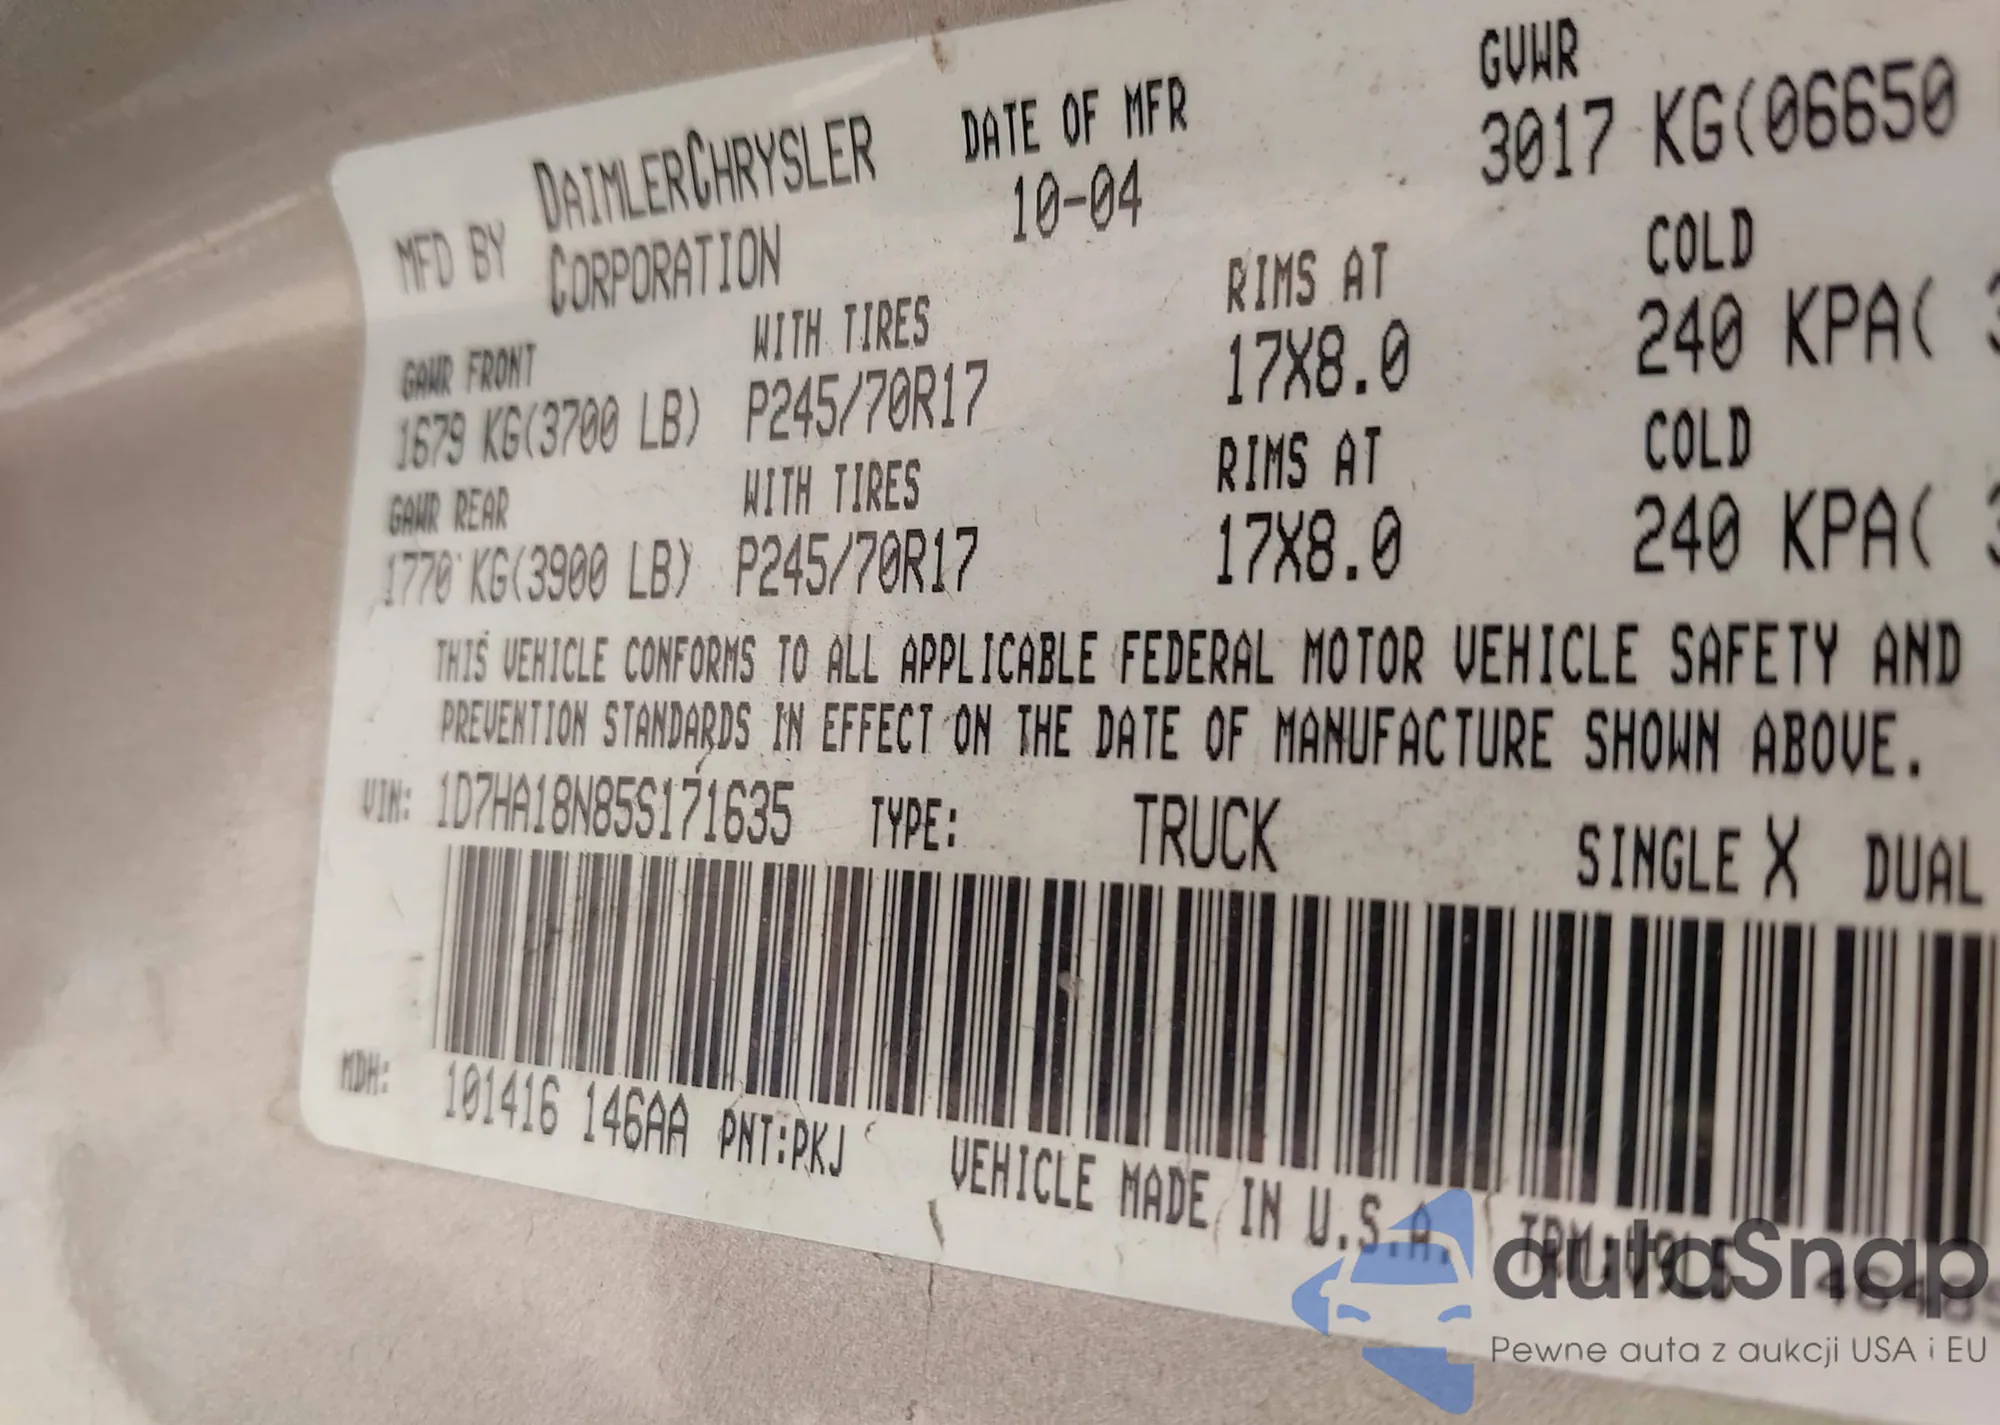 MFD BY DAIMLERCHRYSLER CORPORATION DATE OF MFR 10-04 GVWR 3017 KG(06650
GAWR FRONT WITH TIRES RIMS AT COLD
1679 KG(3700 LB) P245/70R17 17X8.0 240 KPA(
GAWR REAR WITH TIRES RIMS AT COLD
1770 KG(3900 LB) P245/70R17 17X8.0 240 KPA(
THIS VEHICLE CONFORMS TO ALL APPLICABLE FEDERAL MOTOR VEHICLE SAFETY AND
PREVENTION STANDARDS IN EFFECT ON THE DATE OF MANUFACTURE SHOWN ABOVE.
VIN: 1D7HA18N85S171635 TYPE: TRUCK SINGLE X DUAL
MDH: 101416 146AA PNT:PKJ VEHICLE MADE IN U.S.A.
autaSnap
Pewne auta z aukcji USA i EU